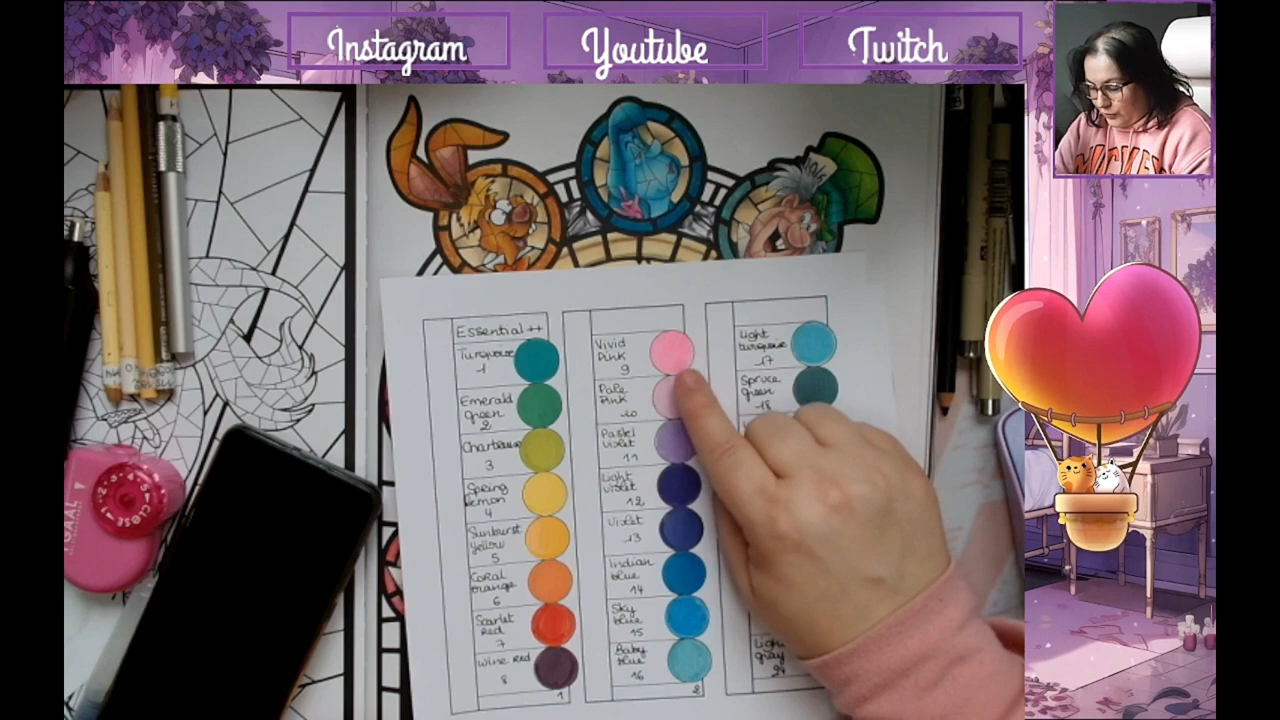 Instagram
Youtube
Twitch
MICKEY
Essential ++
Turquoise
1
Emerald
green
2
Chartreuse
3
Spring
lemon
4
Sunburst
yellow
5
Coral
orange
6
Scarlet
Red
7
Wine red
8
1
Vivid
Pink
9
Pale
Pink
10
Pastel
violet
11
Light
violet
12
Violet
13
Indian
blue
14
Sky
blue
15
Baby
blue
16
2
Light
turquoise
17
Spruce
green
18
Light
gray
CLOSE